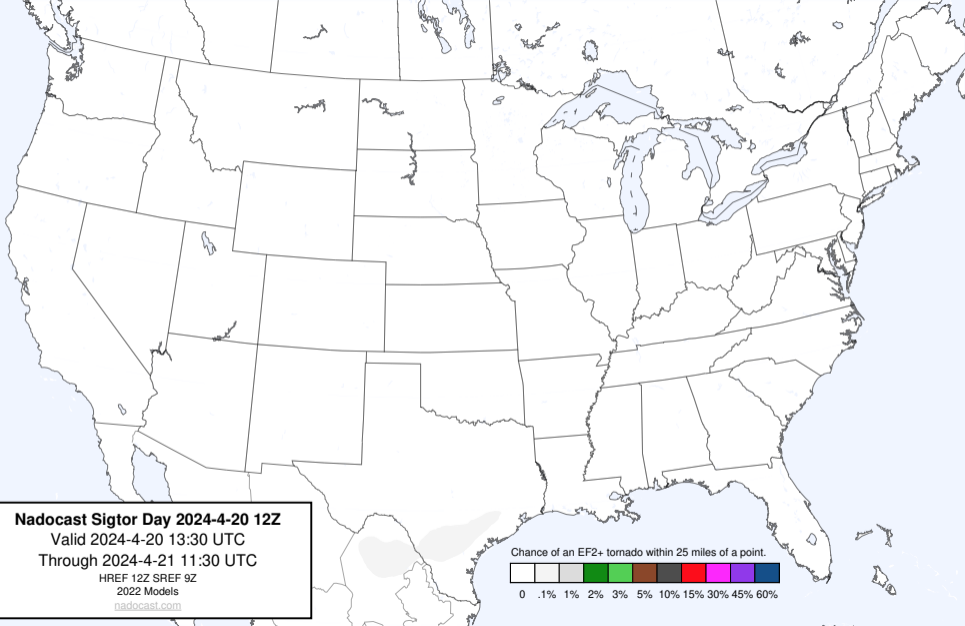 Nadocast Sigtor Day 2024-4-20 12Z
Valid 2024-4-20 13:30 UTC
Through 2024-4-21 11:30 UTC
HREF 12Z SREF 9Z
2022 Models
nadocast.com
Chance of an EF2+ tornado within 25 miles of a point.
0 .1% 1% 2% 3% 5% 10% 15% 30% 45% 60%